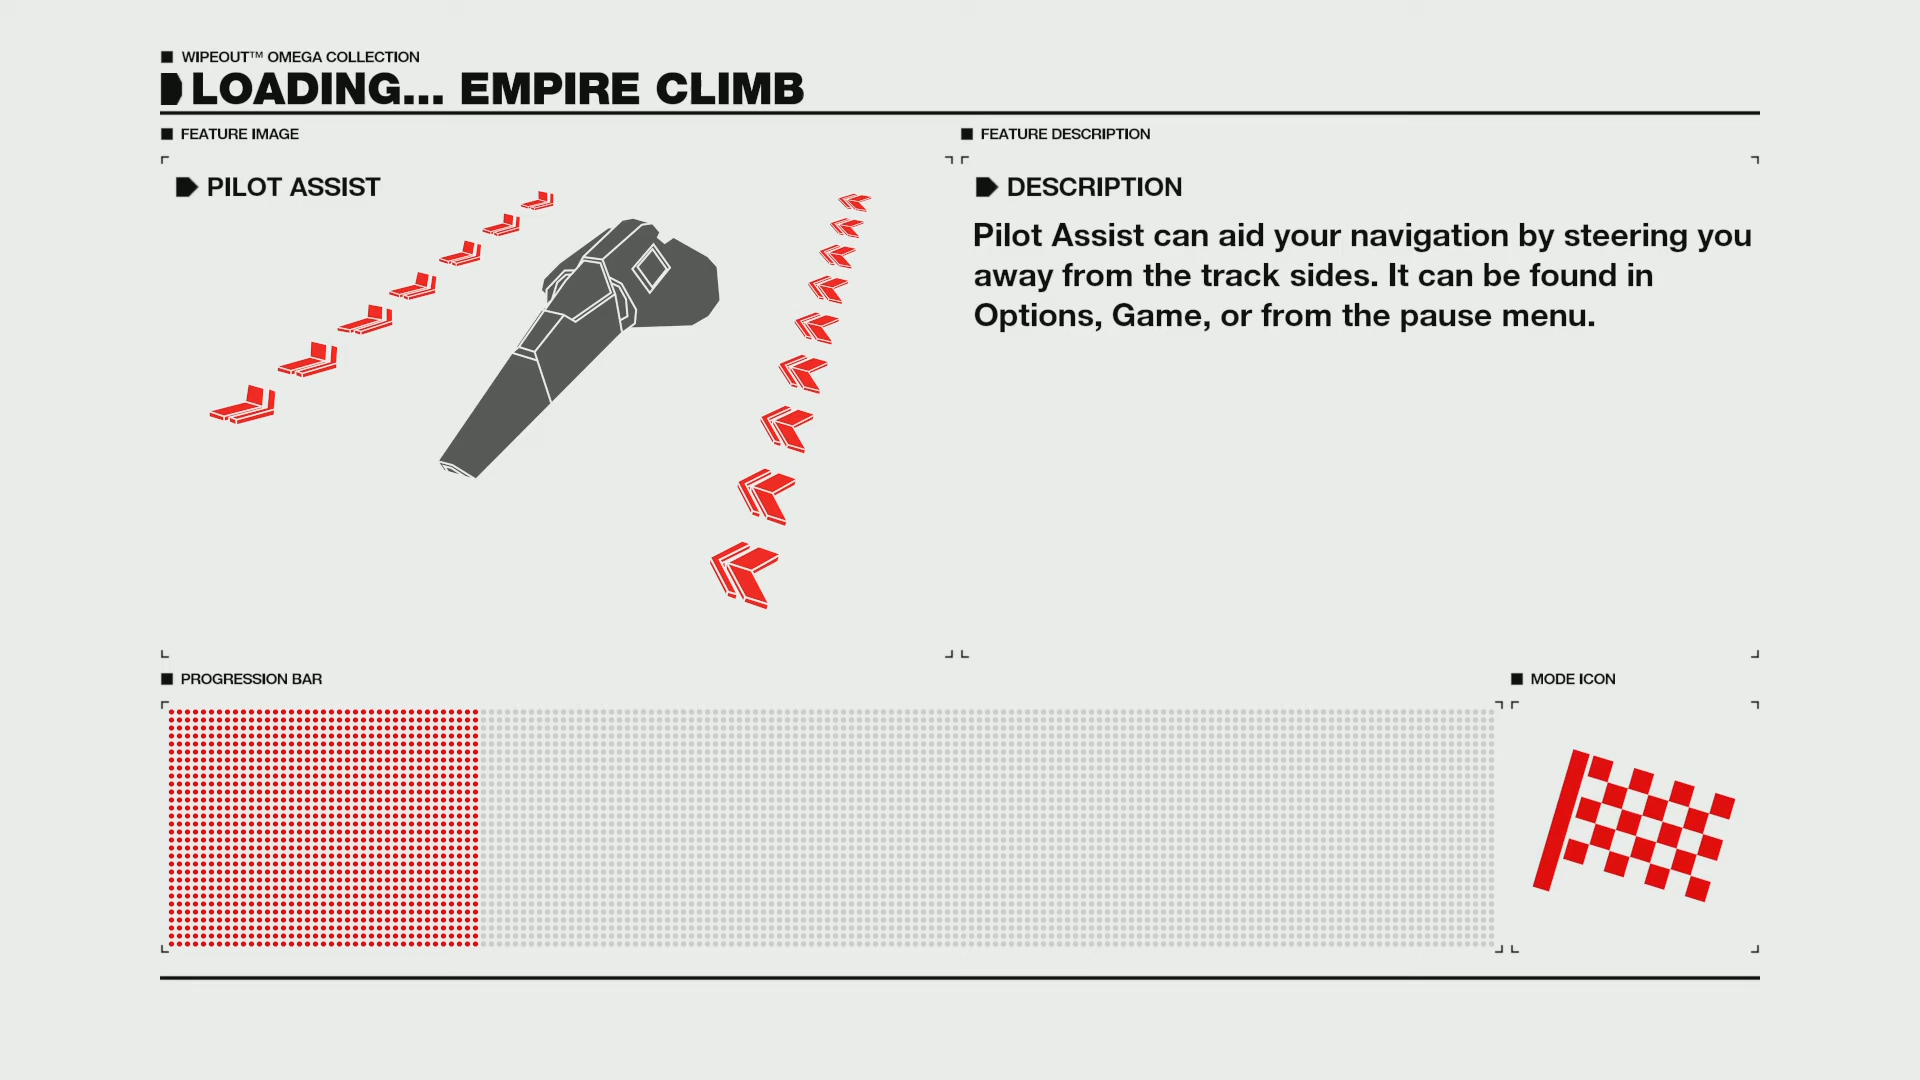 WIPEOUT™ OMEGA COLLECTION
LOADING... EMPIRE CLIMB
FEATURE IMAGE
PILOT ASSIST
FEATURE DESCRIPTION
DESCRIPTION
Pilot Assist can aid your navigation by steering you
away from the track sides. It can be found in
Options, Game, or from the pause menu.
PROGRESSION BAR
MODE ICON